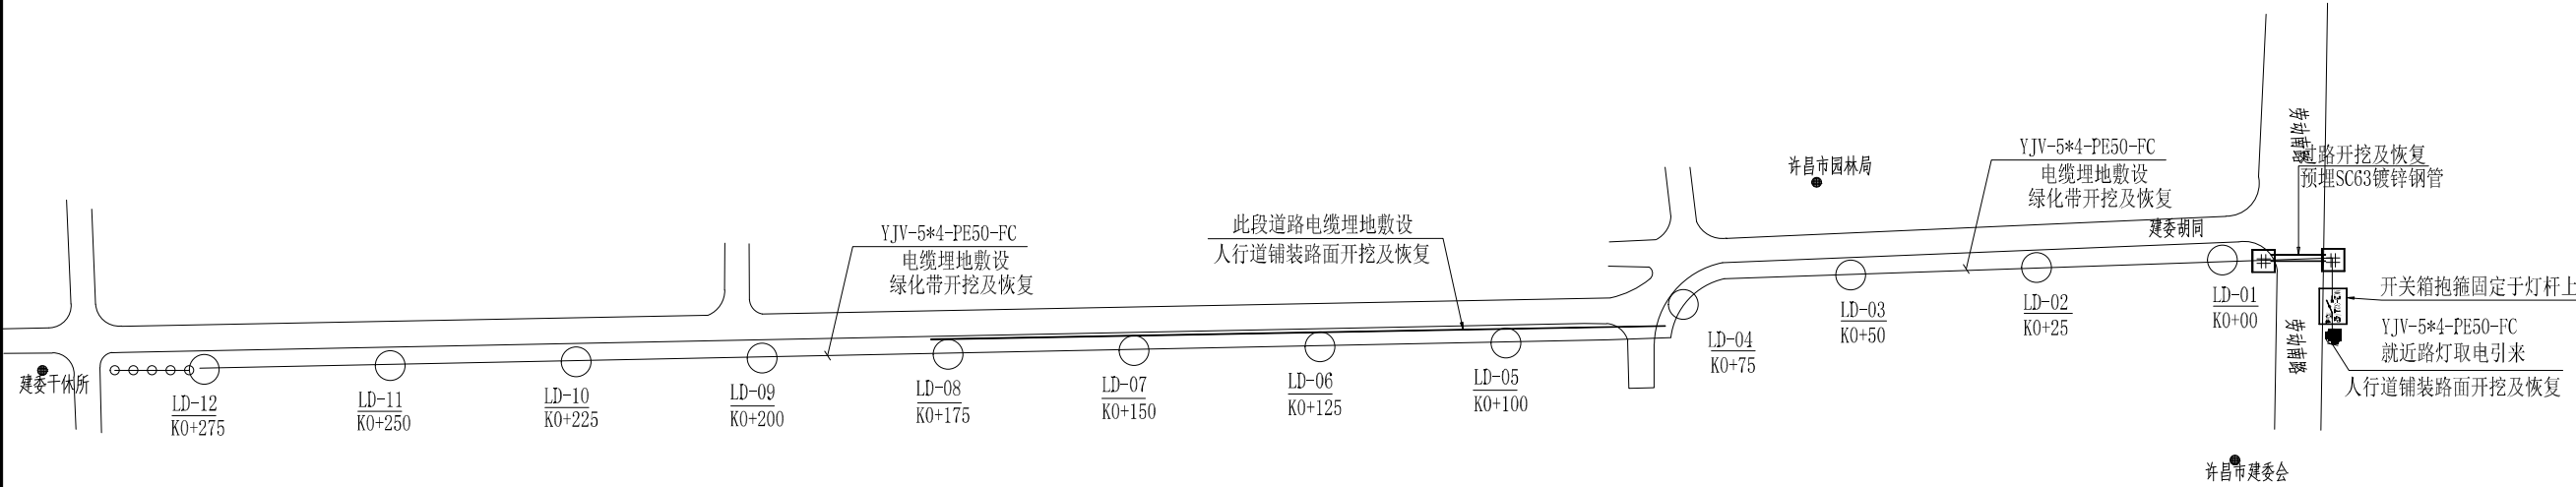 建委干休所
LD-12
K0+275
LD-11
K0+250
LD-10
K0+225
LD-09
K0+200
YJV-5*4-PE50-FC
电缆埋地敷设
绿化带开挖及恢复
LD-08
K0+175
LD-07
K0+150
此段道路电缆埋地敷设
人行道铺装路面开挖及恢复
LD-06
K0+125
LD-05
K0+100
LD-04
K0+75
许昌市园林局
LD-03
K0+50
YJV-5*4-PE50-FC
电缆埋地敷设
绿化带开挖及恢复
LD-02
K0+25
建委胡同
LD-01
K0+00
劳动南路
过路开挖及恢复
预埋SC63镀锌钢管
开关箱抱箍固定于灯杆上
YJV-5*4-PE50-FC
就近路灯取电引来
人行道铺装路面开挖及恢复
劳动南路
许昌市建委会